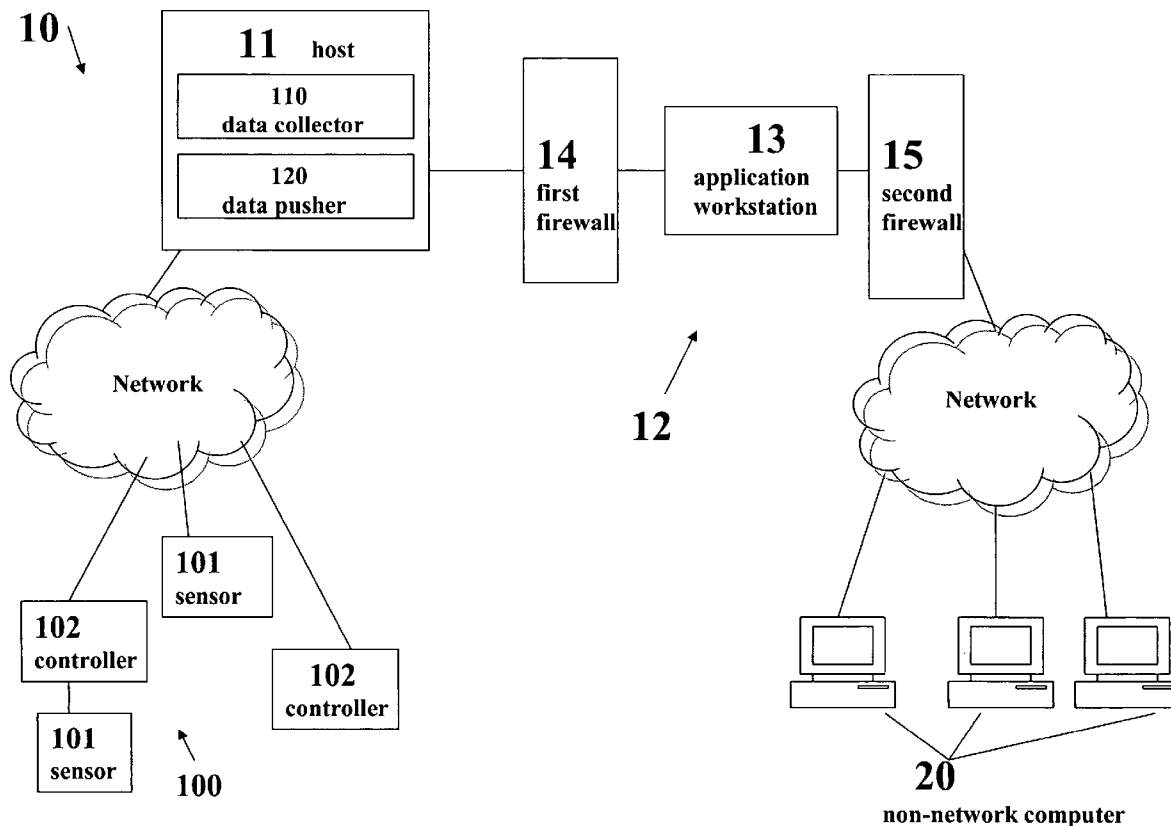 10
11 host
110
data collector
120
data pusher
14
first
firewall
13
application
workstation
15
second
firewall
12
Network
Network
101
sensor
102
controller
102
controller
101
sensor
100
20
non-network computer